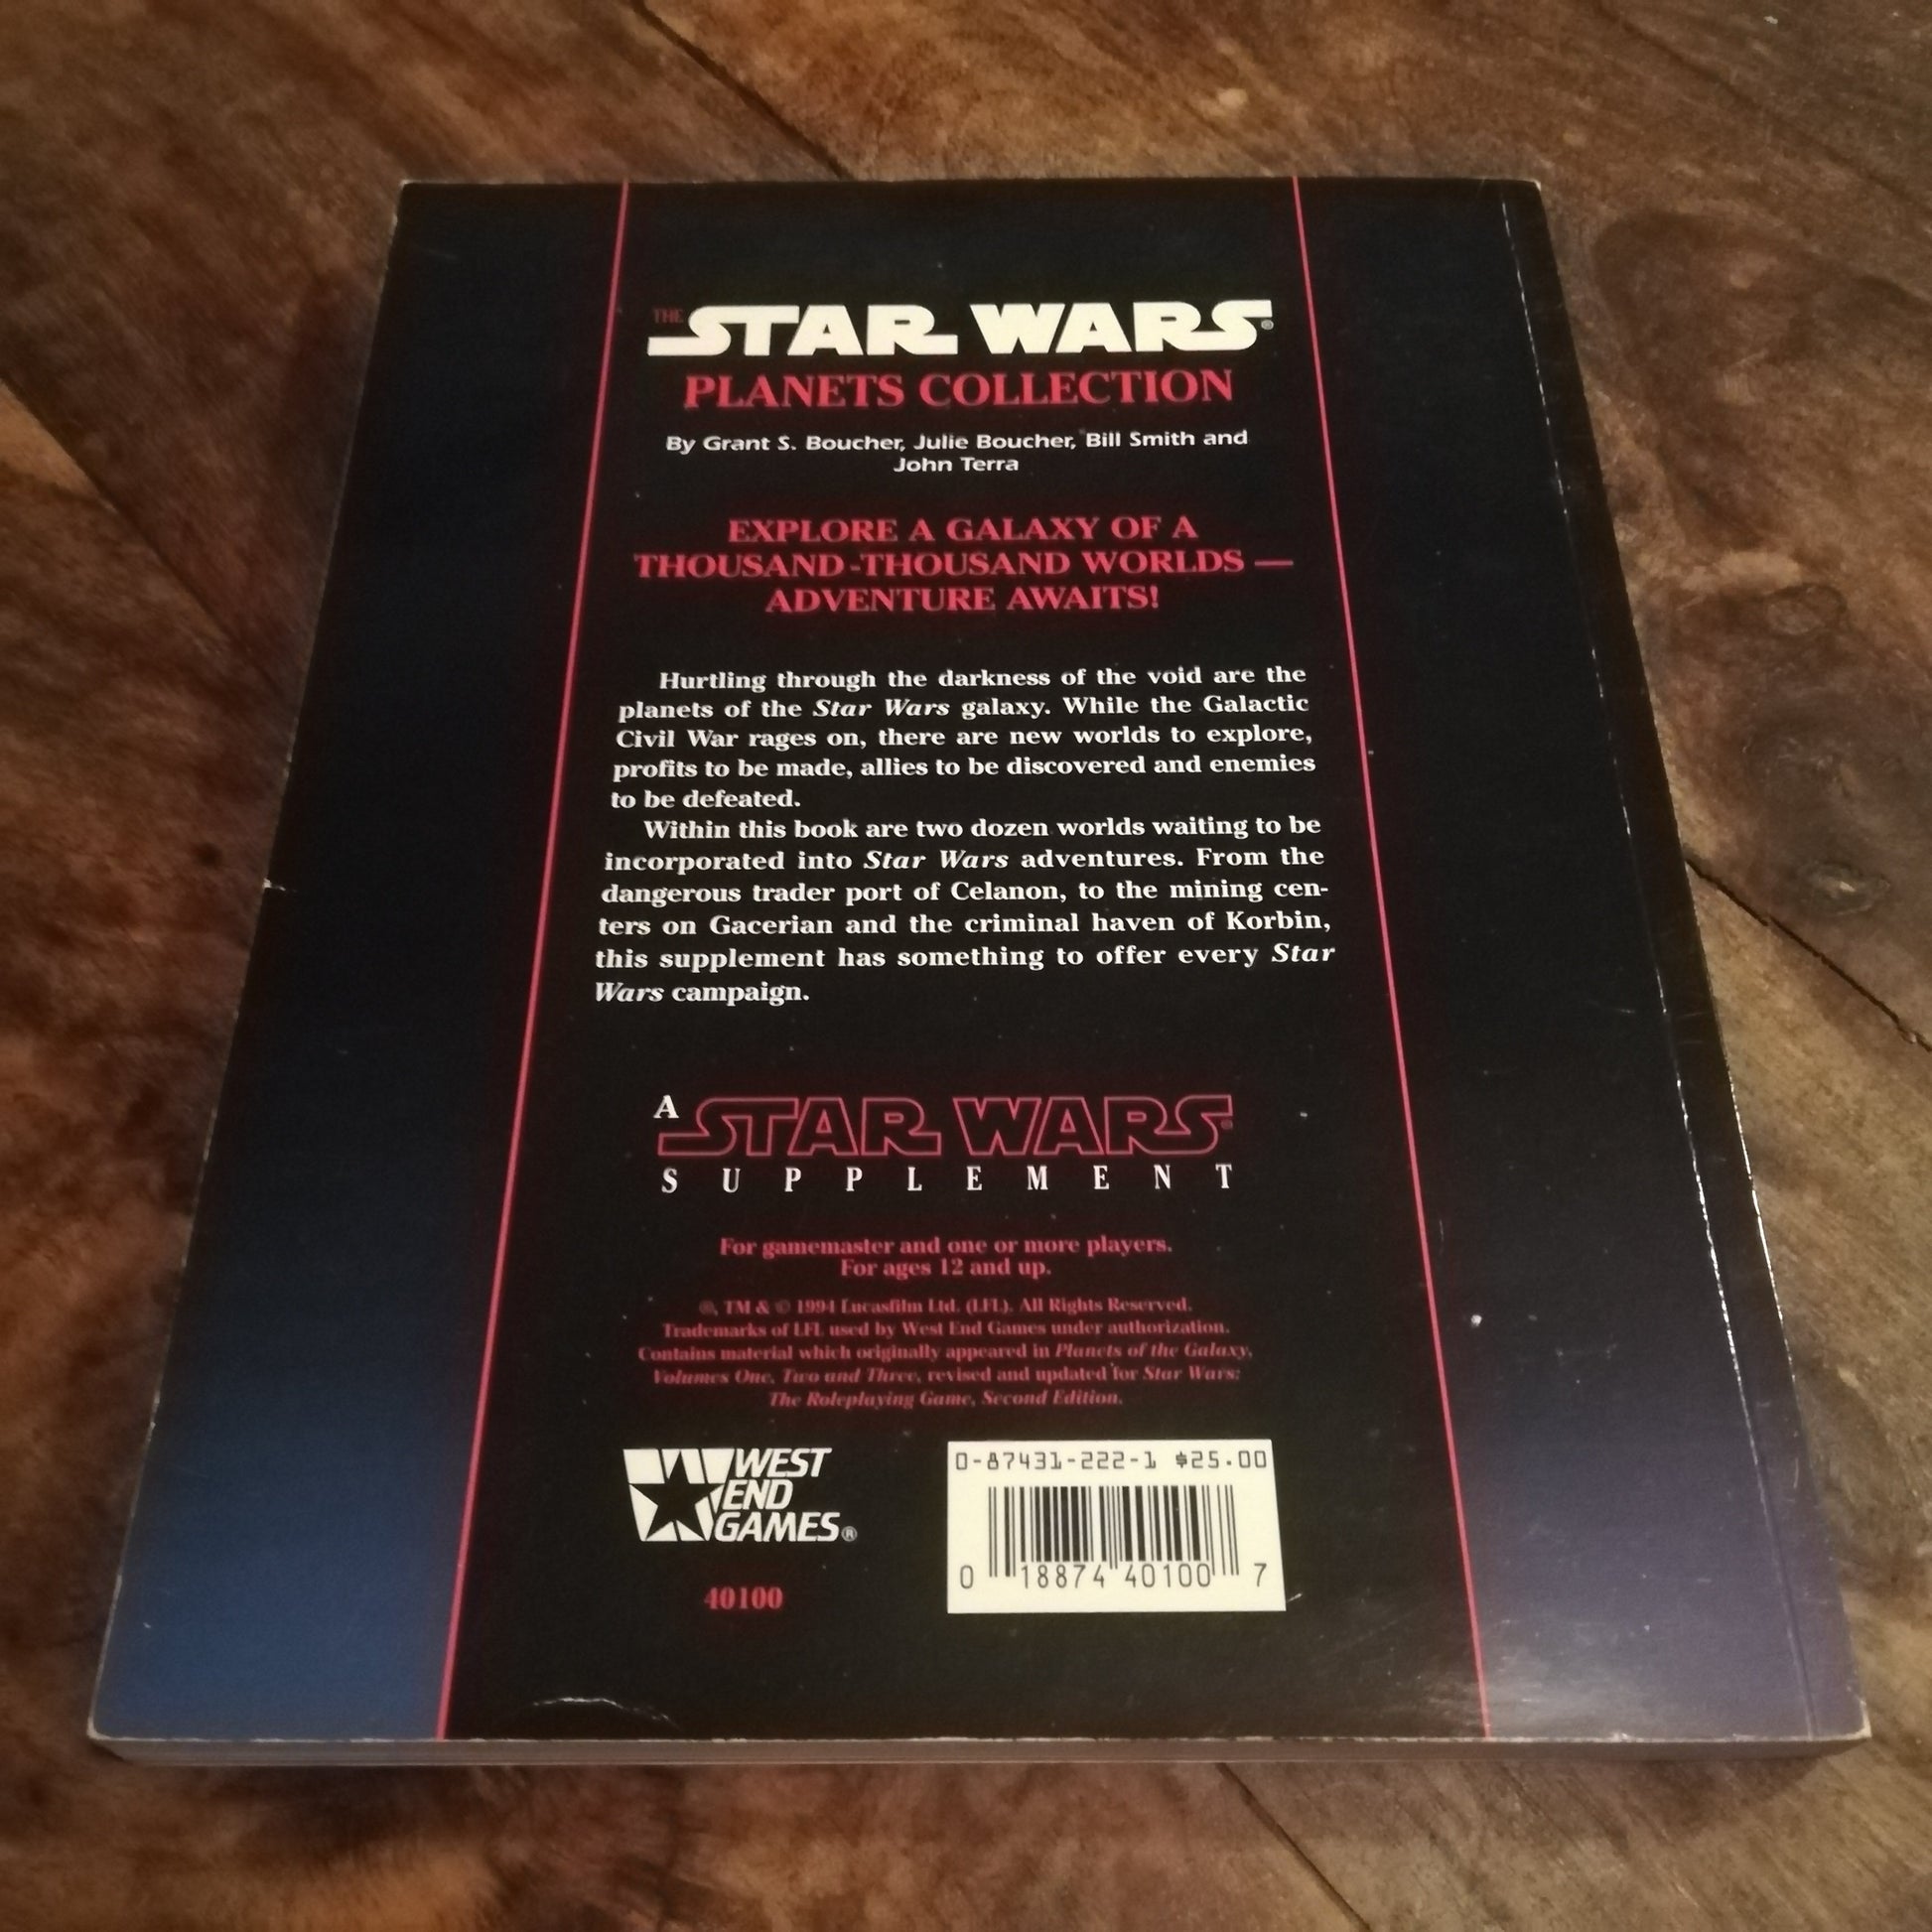 THE STAR WARS®
PLANETS COLLECTION
By Grant S. Boucher, Julie Boucher, Bill Smith and
John Terra
EXPLORE A GALAXY OF A
THOUSAND-THOUSAND WORLDS —
ADVENTURE AWAITS!
Hurtling through the darkness of the void are the
planets of the Star Wars galaxy. While the Galactic
Civil War rages on, there are new worlds to explore,
profits to be made, allies to be discovered and enemies
to be defeated.
Within this book are two dozen worlds waiting to be
incorporated into Star Wars adventures. From the
dangerous trader port of Celanon, to the mining cen-
ters on Gacerian and the criminal haven of Korbin,
this supplement has something to offer every Star
Wars campaign.
A STAR WARS®
SUPPLEMENT
For gamemaster and one or more players.
For ages 12 and up.
®, TM & © 1994 Lucasfilm Ltd. (LFL). All Rights Reserved.
Trademarks of LFL used by West End Games under authorization.
Contains material which originally appeared in Planets of the Galaxy,
Volumes One, Two and Three, revised and updated for Star Wars:
The Roleplaying Game, Second Edition.
WEST
END
GAMES®
40100
0-87431-222-1 $25.00
0 18874 40100 7